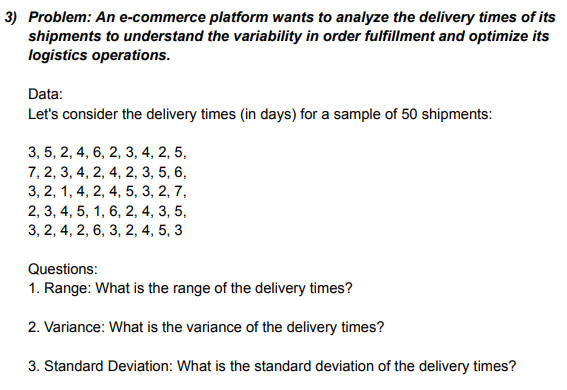 3) Problem: An e-commerce platform wants to analyze the delivery times of its
shipments to understand the variability in order fulfillment and optimize its
logistics operations.
Data:
Let's consider the delivery times (in days) for a sample of 50 shipments:
3, 5, 2, 4, 6, 2, 3, 4, 2, 5,
7, 2, 3, 4, 2, 4, 2, 3, 5, 6,
3, 2, 1, 4, 2, 4, 5, 3, 2, 7,
2, 3, 4, 5, 1, 6, 2, 4, 3, 5,
3, 2, 4, 2, 6, 3, 2, 4, 5, 3
Questions:
1. Range: What is the range of the delivery times?
2. Variance: What is the variance of the delivery times?
3. Standard Deviation: What is the standard deviation of the delivery times?